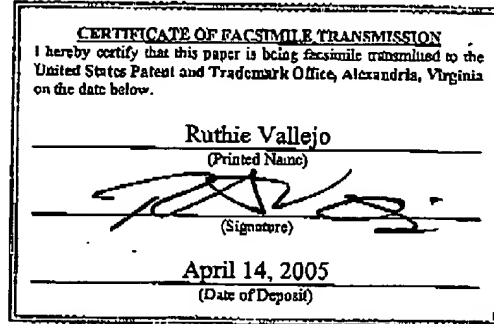 CERTIFICATE OF FACSIMILE TRANSMISSION
I hereby certify that this paper is being facsimile transmitted to the
United States Patent and Trademark Office, Alexandria, Virginia
on the date below.
Ruthie Vallejo
(Printed Name)
(Signature)
April 14, 2005
(Date of Deposit)